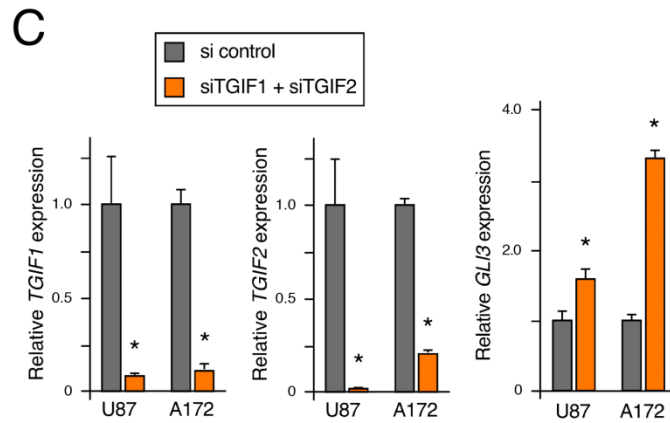 C
si control
siTGIF1 + siTGIF2
Relative TGIF1 expression
1.0
0.5
0
*
*
U87
A172
Relative TGIF2 expression
1.0
0.5
0
*
*
U87
A172
Relative GLI3 expression
4.0
2.0
0
*
*
U87
A172